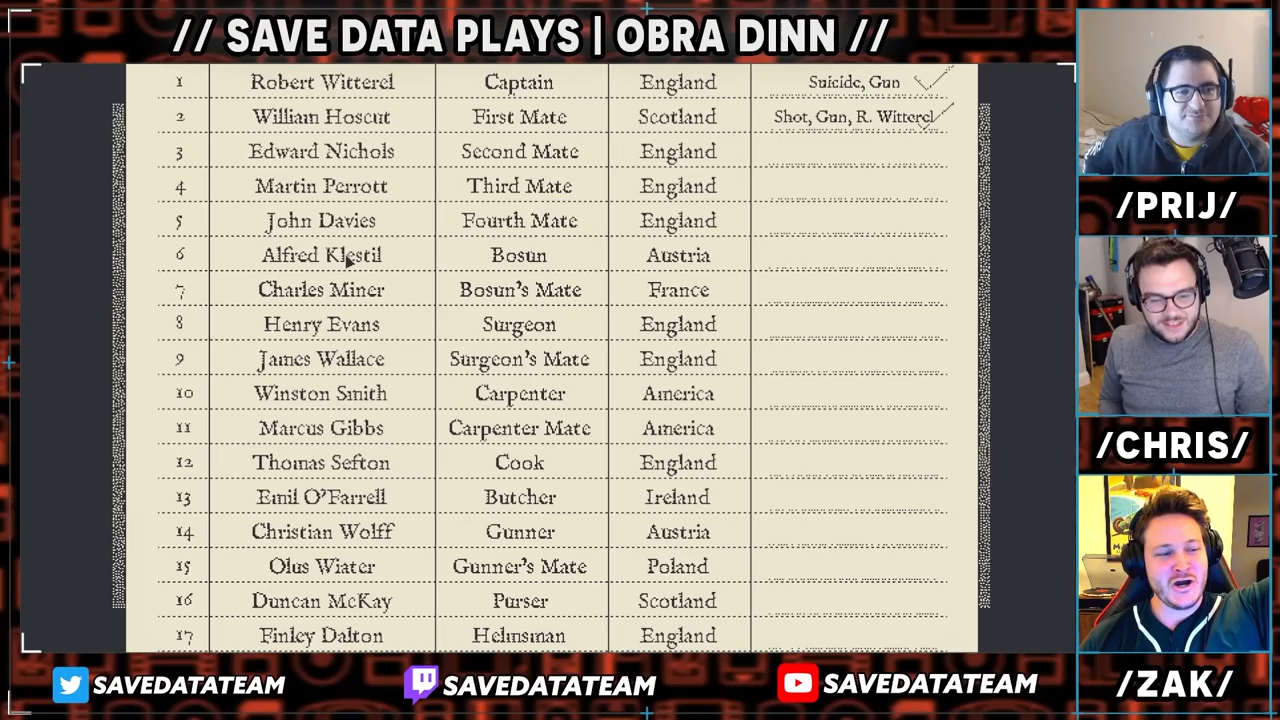 // SAVE DATA PLAYS | OBRA DINN //
1 Robert Witterel Captain England Suicide, Gun
2 William Hoscut First Mate Scotland Shot, Gun, R. Witterel
3 Edward Nichols Second Mate England
4 Martin Perrott Third Mate England
5 John Davies Fourth Mate England
6 Alfred Klestil Bosun Austria
7 Charles Miner Bosun's Mate France
8 Henry Evans Surgeon England
9 James Wallace Surgeon's Mate England
10 Winston Smith Carpenter America
11 Marcus Gibbs Carpenter Mate America
12 Thomas Sefton Cook England
13 Emil O'Farrell Butcher Ireland
14 Christian Wolff Gunner Austria
15 Olus Wiater Gunner's Mate Poland
16 Duncan McKay Purser Scotland
17 Finley Dalton Helmsman England
/PRIJ/
/CHRIS/
/ZAK/
SAVEDATATEAM SAVEDATATEAM SAVEDATATEAM